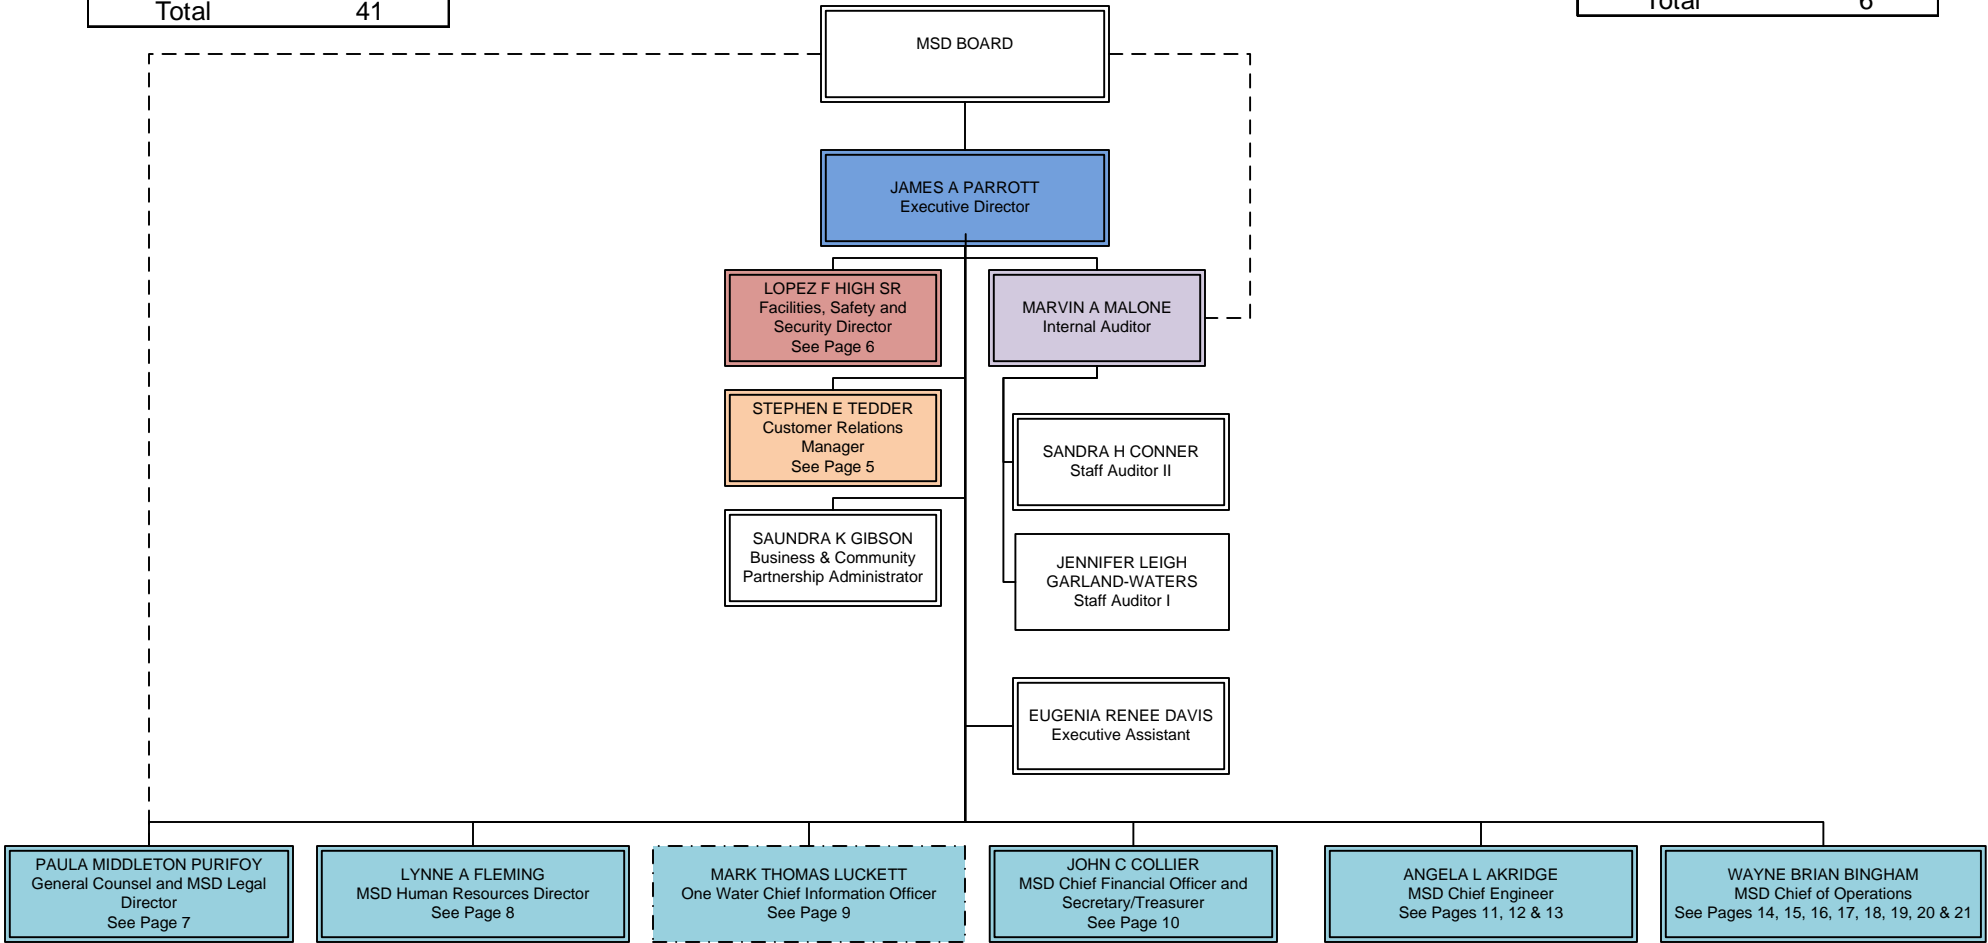 Total 41
Total 6
MSD BOARD
JAMES A PARROTT
Executive Director
LOPEZ F HIGH SR
Facilities, Safety and
Security Director
See Page 6
MARVIN A MALONE
Internal Auditor
STEPHEN E TEDDER
Customer Relations
Manager
See Page 5
SANDRA H CONNER
Staff Auditor II
SAUNDRA K GIBSON
Business & Community
Partnership Administrator
JENNIFER LEIGH
GARLAND-WATERS
Staff Auditor I
EUGENIA RENEE DAVIS
Executive Assistant
PAULA MIDDLETON PURIFOY
General Counsel and MSD Legal
Director
See Page 7
LYNNE A FLEMING
MSD Human Resources Director
See Page 8
MARK THOMAS LUCKETT
One Water Chief Information Officer
See Page 9
JOHN C COLLIER
MSD Chief Financial Officer and
Secretary/Treasurer
See Page 10
ANGELA L AKRIDGE
MSD Chief Engineer
See Pages 11, 12 & 13
WAYNE BRIAN BINGHAM
MSD Chief of Operations
See Pages 14, 15, 16, 17, 18, 19, 20 & 21